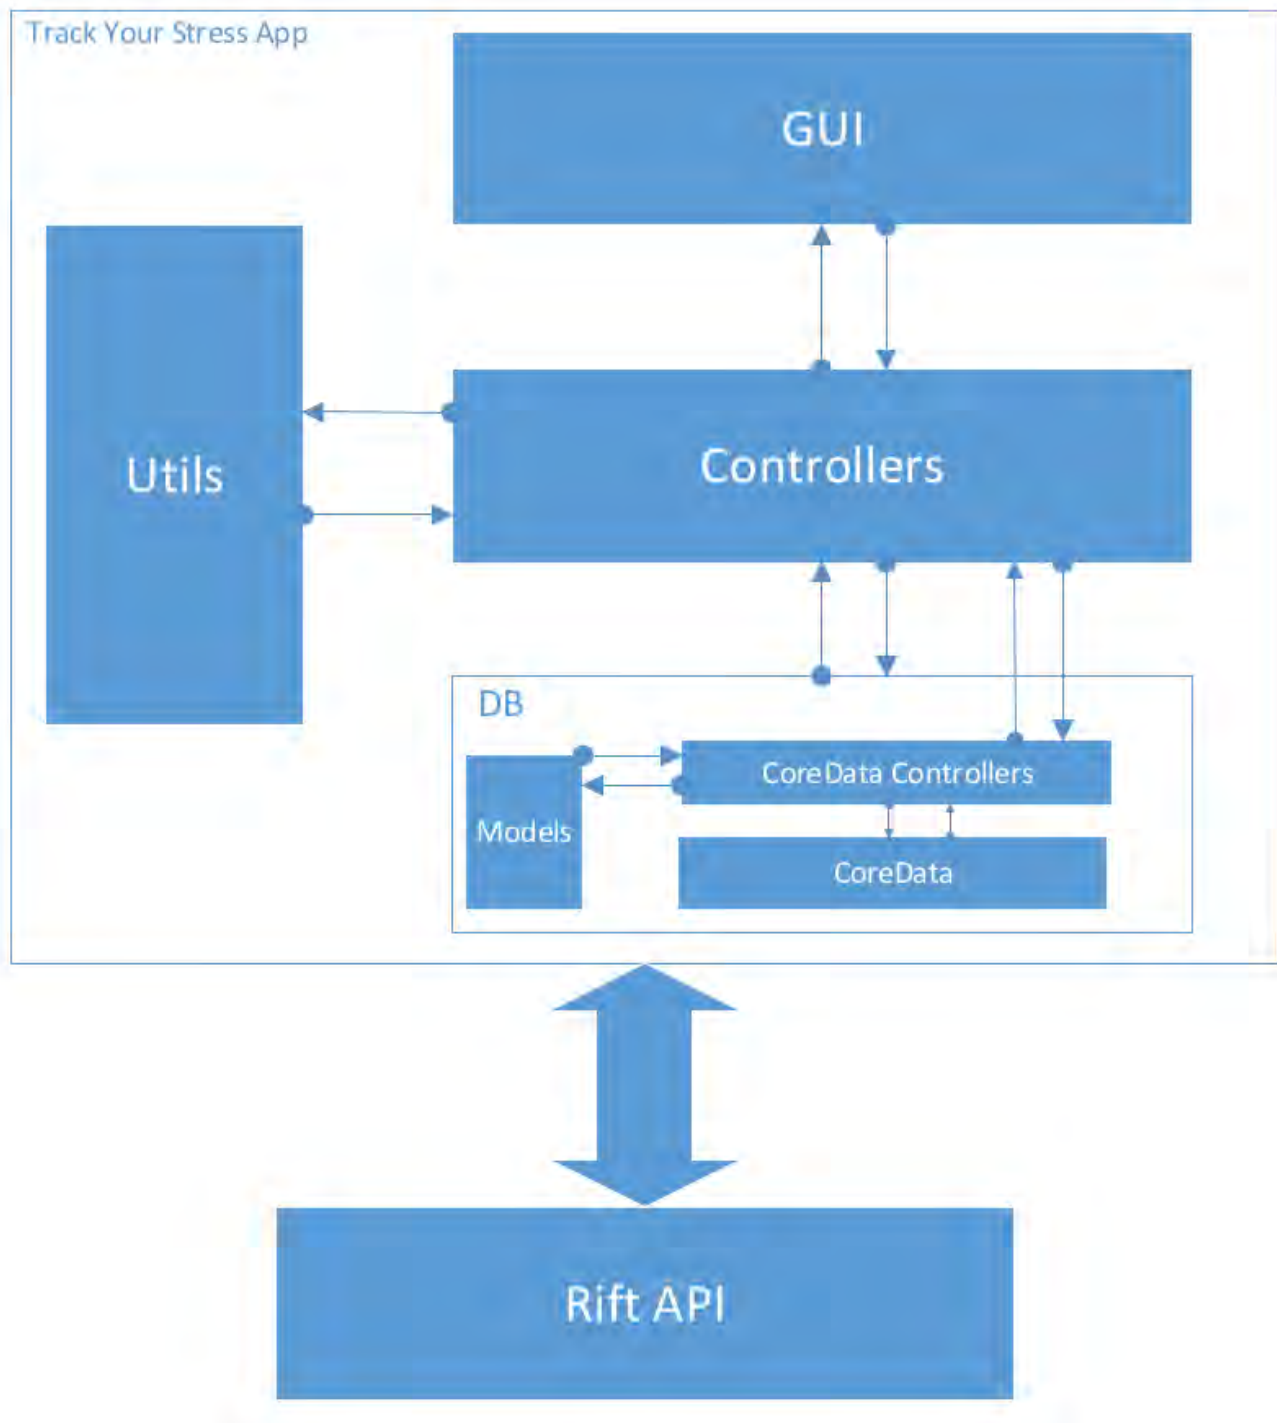 Track Your Stress App
GUI
Utils
Controllers
DB
CoreData Controllers
Models
CoreData
Rift API